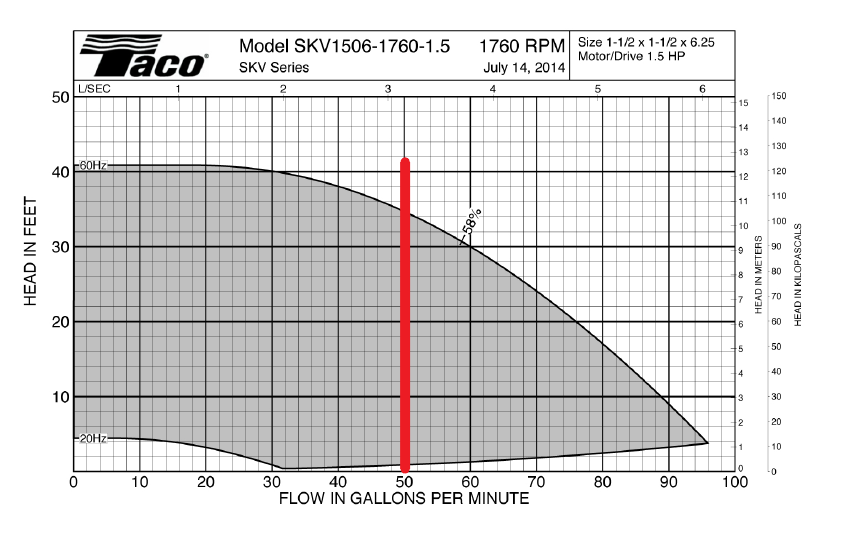 Taco®
Model SKV1506-1760-1.5 1760 RPM
SKV Series July 14, 2014
Size 1-1/2 x 1-1/2 x 6.25
Motor/Drive 1.5 HP
L/SEC 1 2 3 4 5 6
50
40
30
20
10
HEAD IN FEET
60Hz
20Hz
58%
15
14
13
12
11
10
9
8
7
6
5
4
3
2
1
0
HEAD IN METERS
150
140
130
120
110
100
90
80
70
60
50
40
30
20
10
0
HEAD IN KILOPASCALS
0 10 20 30 40 50 60 70 80 90 100
FLOW IN GALLONS PER MINUTE